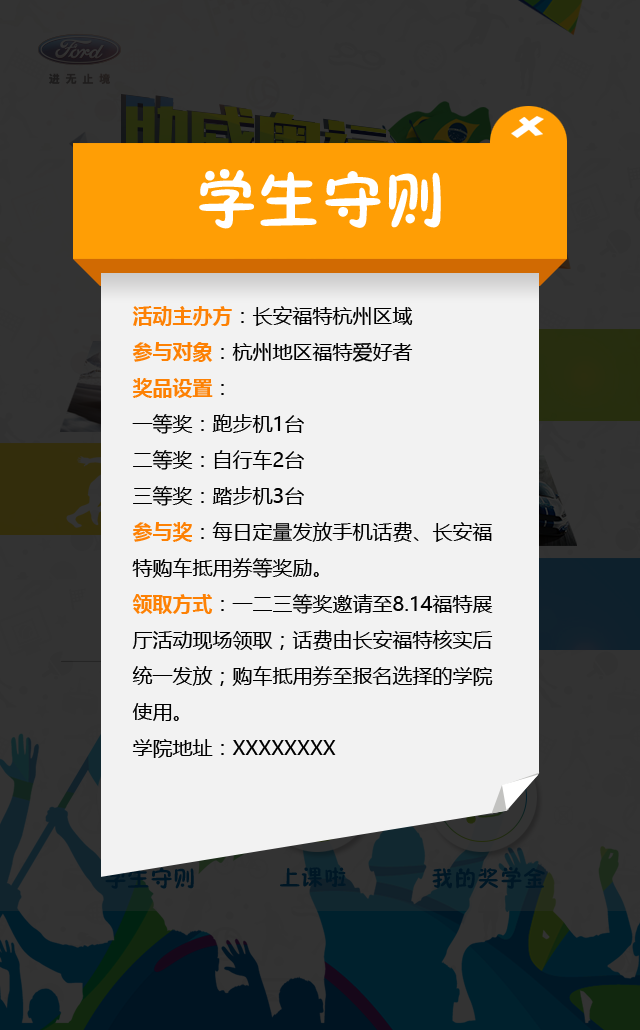 Ford
进无止境
助威奥运
学生守则
活动主办方：长安福特杭州区域
参与对象：杭州地区福特爱好者
奖品设置：
一等奖：跑步机1台
二等奖：自行车2台
三等奖：踏步机3台
参与奖：每日定量发放手机话费、长安福
特购车抵用券等奖励。
领取方式：一二三等奖邀请至8.14福特展
厅活动现场领取；话费由长安福特核实后
统一发放；购车抵用券至报名选择的学院
使用。
学院地址：XXXXXXXX
学生守则
上课啦
我的奖学金